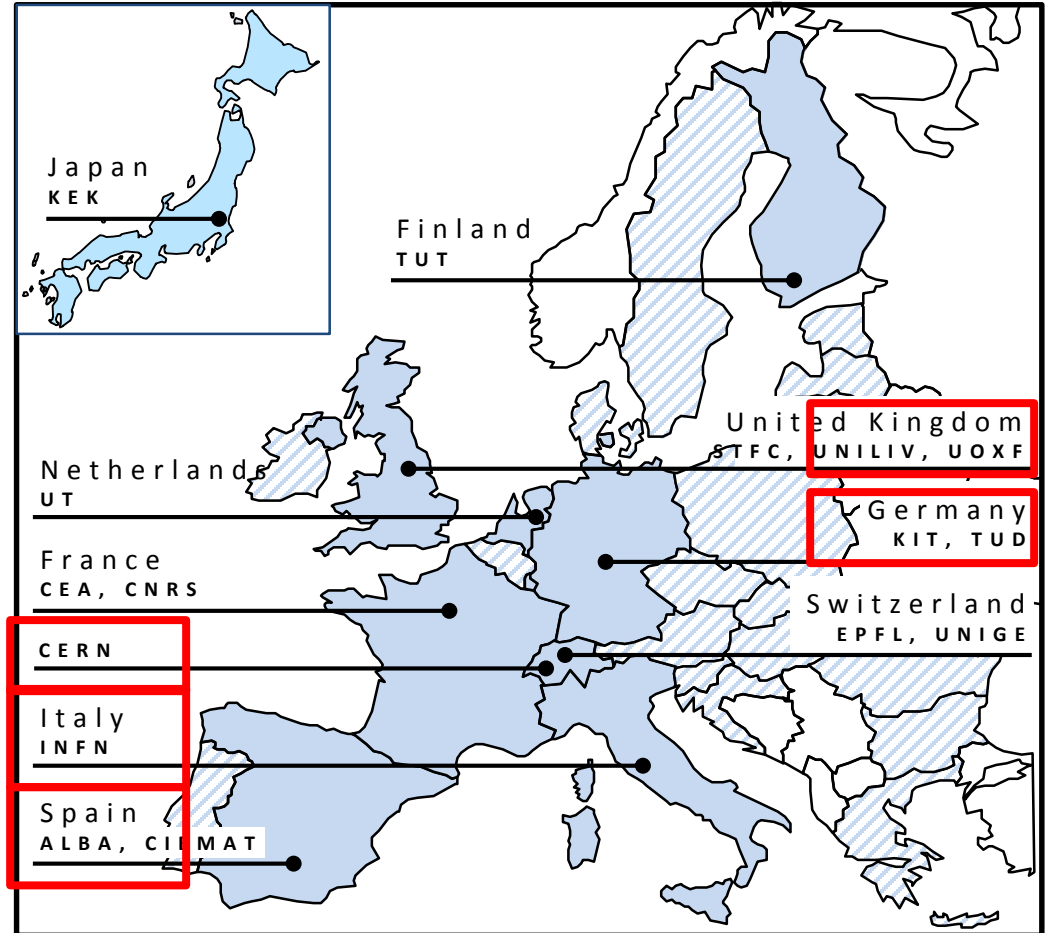 Japan
KEK
Finland
TUT
United Kingdom
STFC, UNILIV, UOXF
Netherlands
UT
Germany
KIT, TUD
France
CEA, CNRS
Switzerland
EPFL, UNIGE
CERN
Italy
INFN
Spain
ALBA, CIEMAT